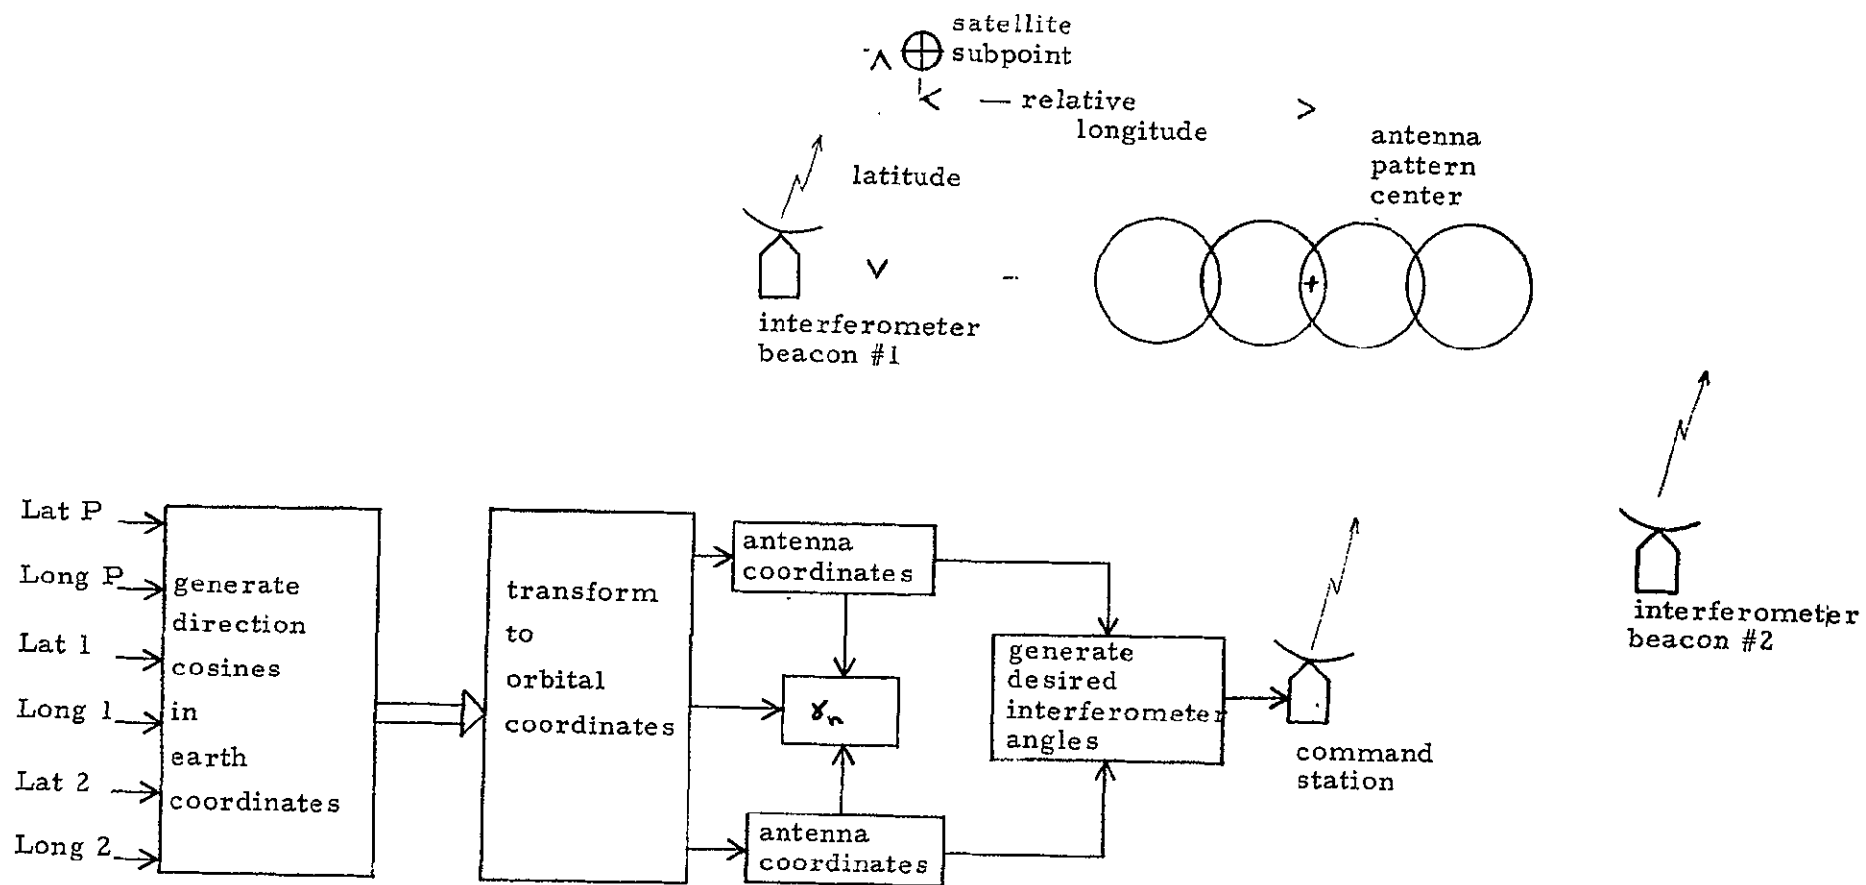 satellite
subpoint
— relative
longitude
antenna
pattern
center
latitude
interferometer
beacon #1
interferometer
beacon #2
Lat P
Long P
Lat 1
Long 1
Lat 2
Long 2
generate
direction
cosines
in
earth
coordinates
transform
to
orbital
coordinates
antenna
coordinates
γn
antenna
coordinates
generate
desired
interferometer
angles
command
station